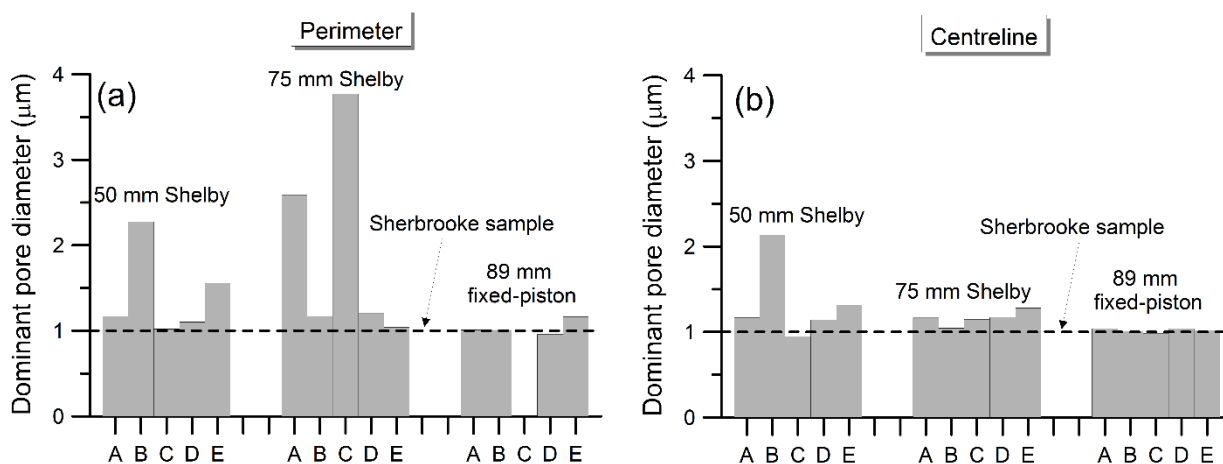 Perimeter
(a)
Dominant pore diameter (μm)
4
3
2
1
0
50 mm Shelby
75 mm Shelby
Sherbrooke sample
89 mm
fixed-piston
A B C D E A B C D E A B C D E
Centreline
(b)
Dominant pore diameter (μm)
4
3
2
1
0
50 mm Shelby
75 mm Shelby
Sherbrooke sample
89 mm
fixed-piston
A B C D E A B C D E A B C D E